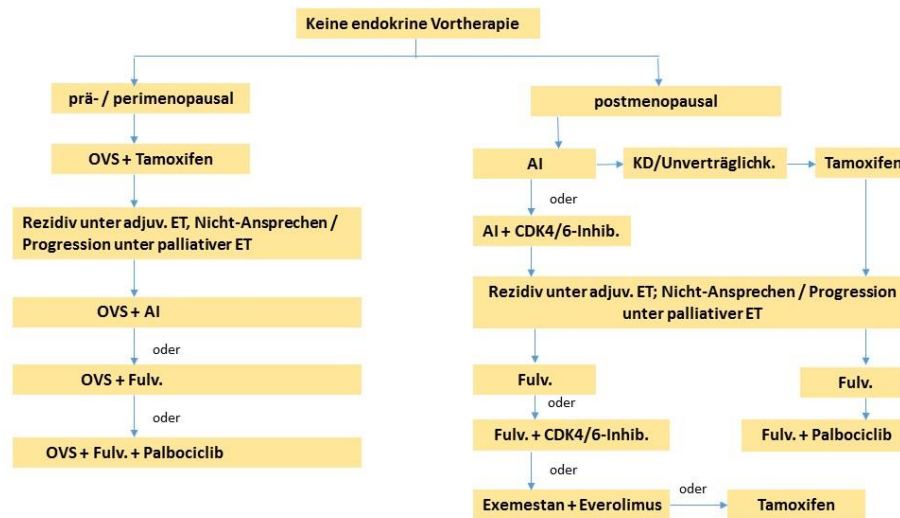 Keine endokrine Vortherapie
prä- / perimenopausal
OVS + Tamoxifen
Rezidiv unter adjuv. ET, Nicht-Ansprechen /
Progression unter palliativer ET
OVS + AI
oder
OVS + Fulv.
oder
OVS + Fulv. + Palbociclib
postmenopausal
AI
KD/Unverträglichk.
Tamoxifen
oder
AI + CDK4/6-Inhib.
Rezidiv unter adjuv. ET; Nicht-Ansprechen / Progression
unter palliativer ET
Fulv.
oder
Fulv. + CDK4/6-Inhib.
oder
Exemestan + Everolimus
oder
Tamoxifen
Fulv.
Fulv. + Palbociclib